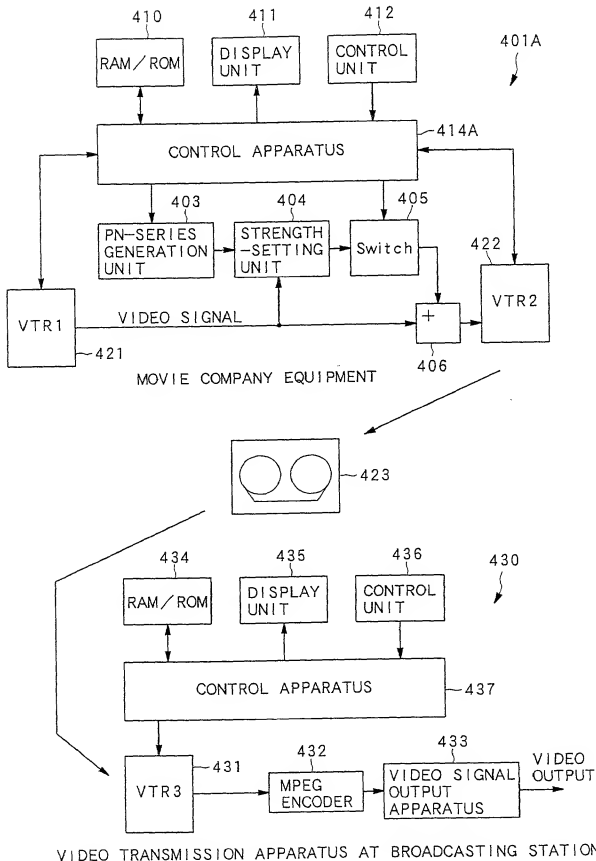 410
411
412
401A
RAM/ROM
DISPLAY
UNIT
CONTROL
UNIT
414A
CONTROL APPARATUS
403
404
405
PN-SERIES
GENERATION
UNIT
STRENGTH
-SETTING
UNIT
Switch
422
VTR1
VIDEO SIGNAL
+
VTR2
421
406
MOVIE COMPANY EQUIPMENT
423
434
435
436
430
RAM/ROM
DISPLAY
UNIT
CONTROL
UNIT
CONTROL APPARATUS
437
431
432
433
VTR3
MPEG
ENCODER
VIDEO SIGNAL
OUTPUT
APPARATUS
VIDEO
OUTPUT
VIDEO TRANSMISSION APPARATUS AT BROADCASTING STATION